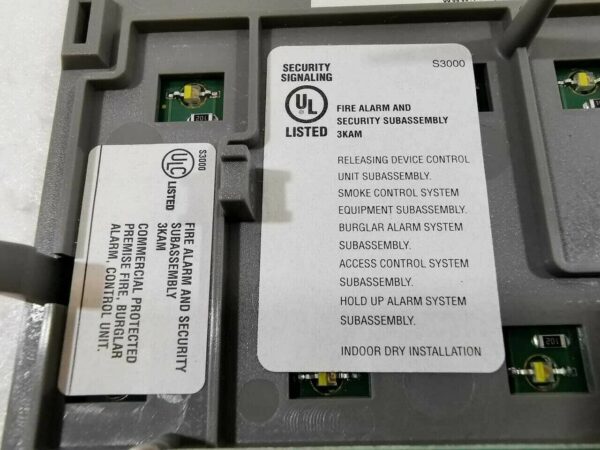 SECURITY
SIGNALING
UL
LISTED
S3000
FIRE ALARM AND
SECURITY SUBASSEMBLY
3KAM
RELEASING DEVICE CONTROL
UNIT SUBASSEMBLY.
SMOKE CONTROL SYSTEM
EQUIPMENT SUBASSEMBLY.
BURGLAR ALARM SYSTEM
SUBASSEMBLY.
ACCESS CONTROL SYSTEM
SUBASSEMBLY.
HOLD UP ALARM SYSTEM
SUBASSEMBLY.
INDOOR DRY INSTALLATION
S3000
ULC
LISTED
FIRE ALARM AND SECURITY
SUBASSEMBLY
3KAM
COMMERCIAL PROTECTED
PREMISE FIRE, BURGLAR
ALARM, CONTROL UNIT.
201
201